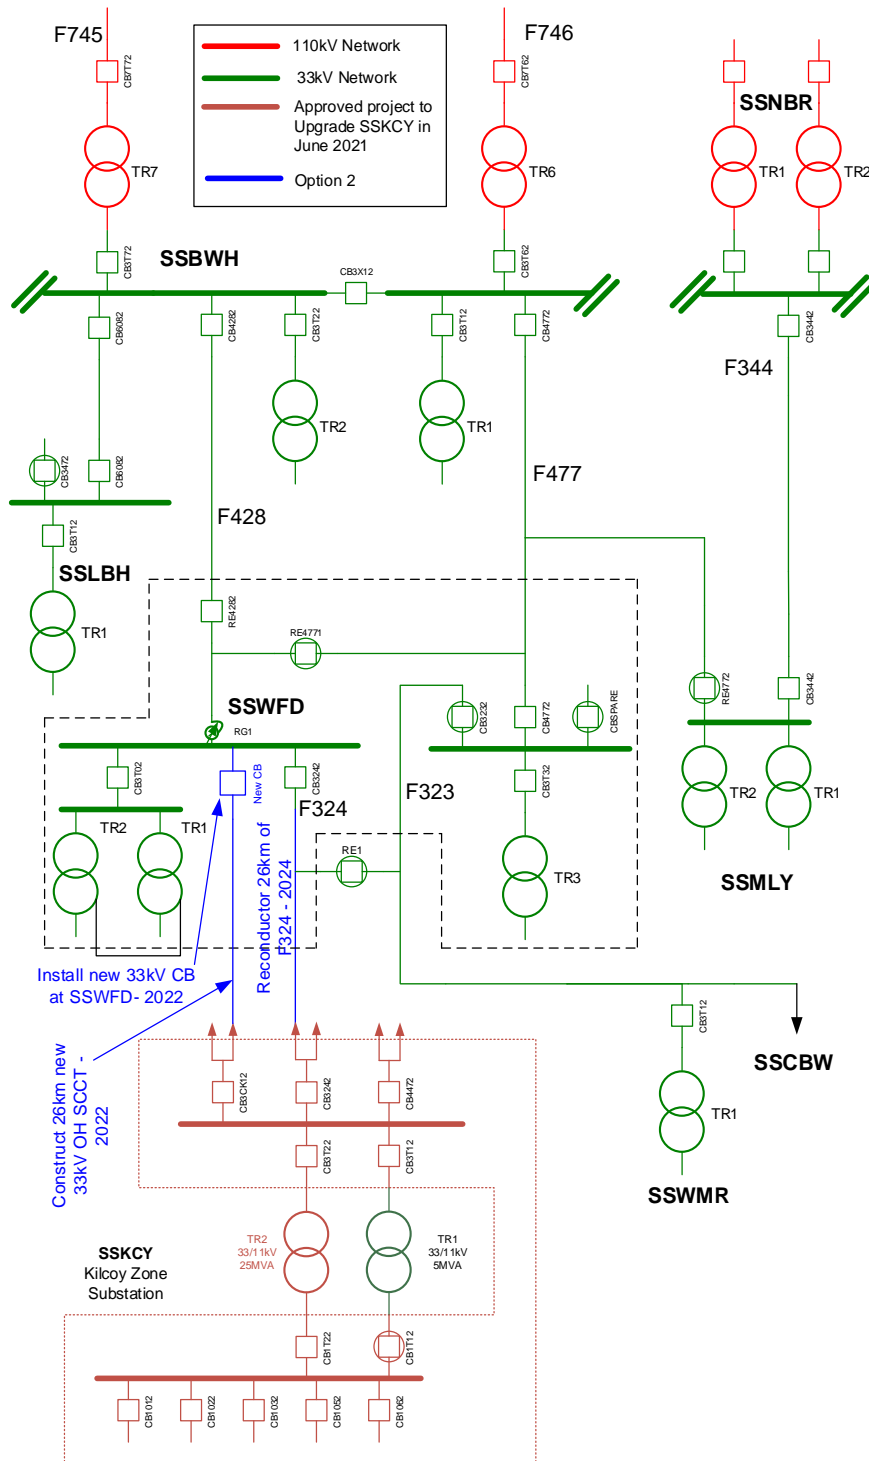 F745
F746
110kV Network
33kV Network
Approved project to
Upgrade SSKCY in
June 2021
Option 2
CB7T72
CB7T62
SSNBR
TR7
TR6
TR1
TR2
CB3T72
SSBWH
CB3T62
CB3X12
CB6082
CB4282
CB3T22
CB3T12
CB4772
CB3442
F344
TR2
TR1
F477
CB3472
CB6082
F428
CB3T12
SSLBH
TR1
RE4282
RE4771
SSWFD
RG1
CB3232
CB4772
CBSPARE
RE4772
CB3442
CB3T02
New CB
CB3242
F324
F323
CB3T32
TR2
TR1
TR2
TR1
RE1
TR3
SSMLY
Reconductor 26km of
F324 - 2024
Install new 33kV CB
at SSWFD- 2022
CB3T12
SSCBW
Construct 26km new
33kV OH SCCT -
2022
CB3CK12
CB3242
CB4472
TR1
CB3T22
CB3T12
SSWMR
SSKCY
Kilcoy Zone
Substation
TR2
33/11kV
25MVA
TR1
33/11kV
5MVA
CB1T22
CB1T12
CB1012
CB1022
CB1032
CB1052
CB1062